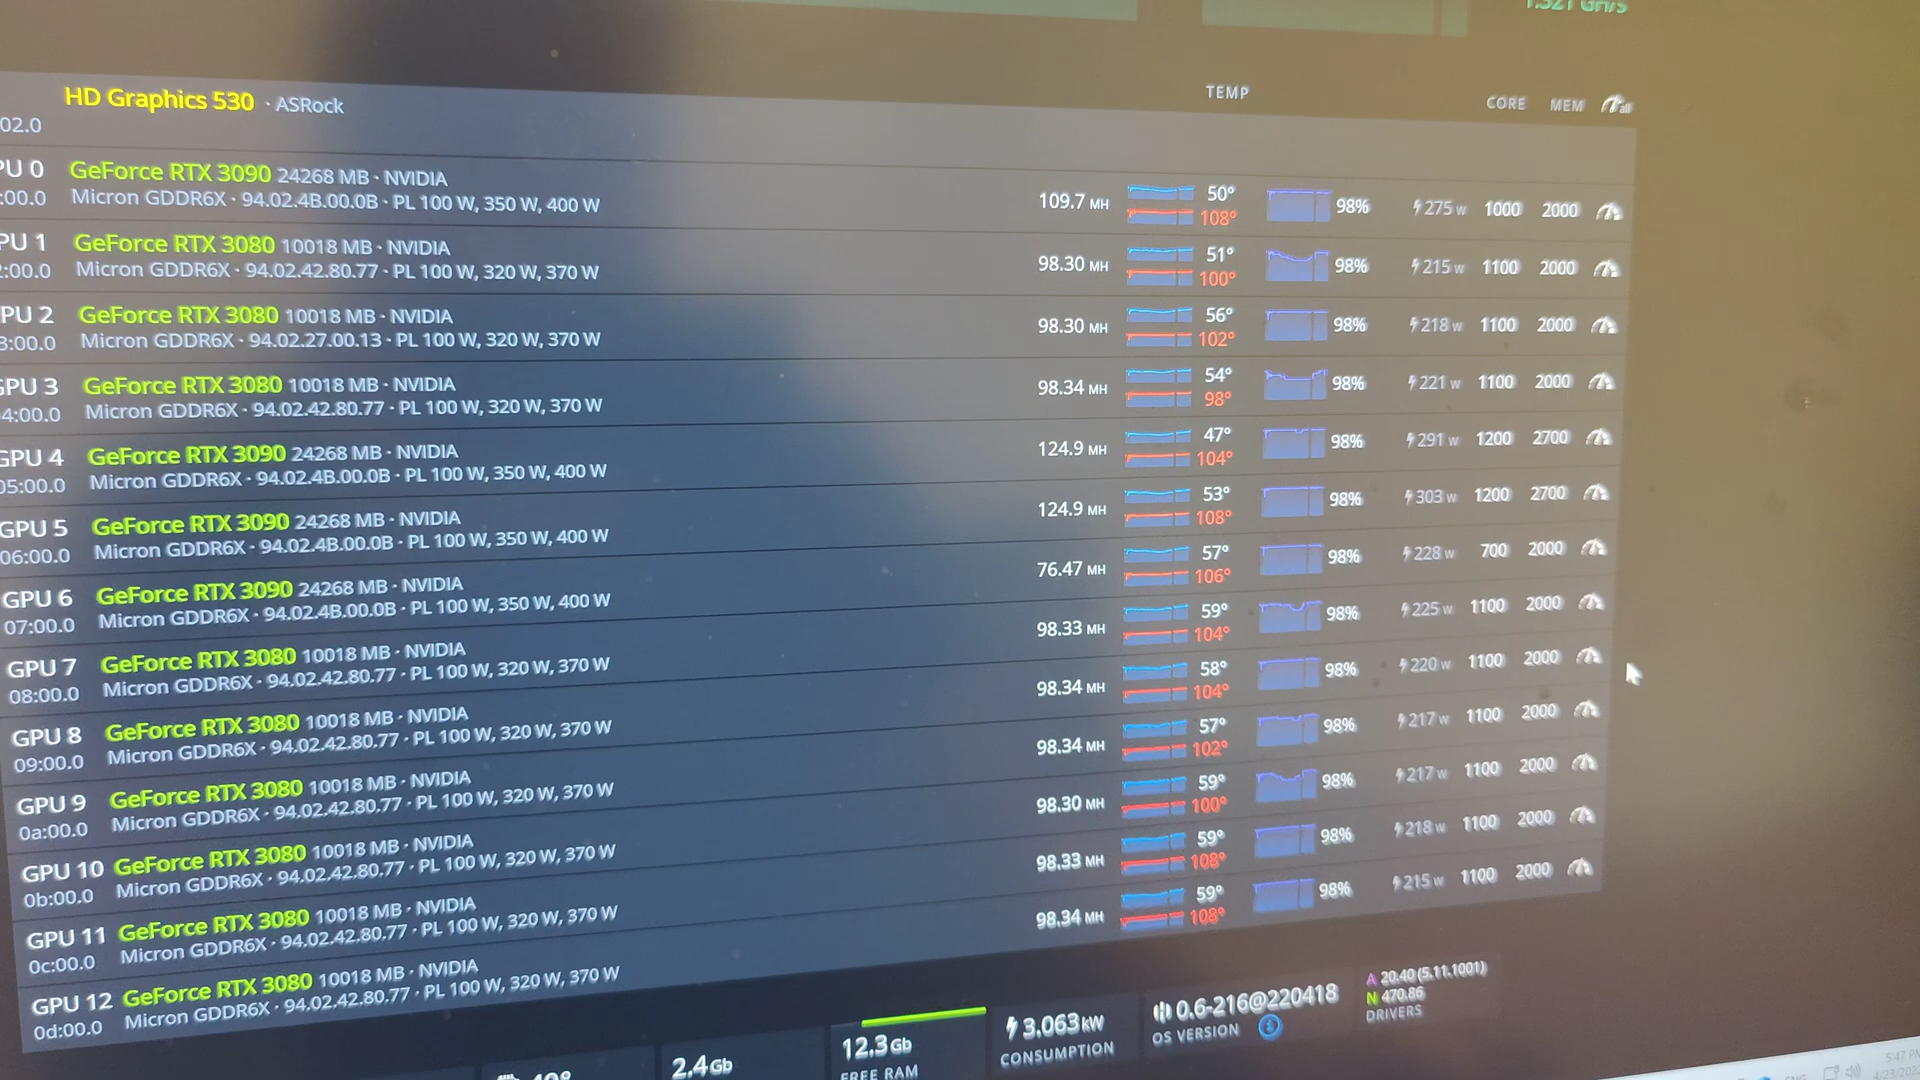 1.321 GH/s
HD Graphics 530 · ASRock
02.0
TEMP
CORE MEM all
PU 0 GeForce RTX 3090 24268 MB · NVIDIA
:00.0 Micron GDDR6X · 94.02.4B.00.0B · PL 100 W, 350 W, 400 W
109.7 MH 50° 108° 98% 275 W 1000 2000
PU 1 GeForce RTX 3080 10018 MB · NVIDIA
:00.0 Micron GDDR6X · 94.02.42.80.77 · PL 100 W, 320 W, 370 W
98.30 MH 51° 100° 98% 215 W 1100 2000
PU 2 GeForce RTX 3080 10018 MB · NVIDIA
3:00.0 Micron GDDR6X · 94.02.27.00.13 · PL 100 W, 320 W, 370 W
98.30 MH 56° 102° 98% 218 W 1100 2000
GPU 3 GeForce RTX 3080 10018 MB · NVIDIA
4:00.0 Micron GDDR6X · 94.02.42.80.77 · PL 100 W, 320 W, 370 W
98.34 MH 54° 98° 98% 221 W 1100 2000
GPU 4 GeForce RTX 3090 24268 MB · NVIDIA
05:00.0 Micron GDDR6X · 94.02.4B.00.0B · PL 100 W, 350 W, 400 W
124.9 MH 47° 104° 98% 291 W 1200 2700
GPU 5 GeForce RTX 3090 24268 MB · NVIDIA
06:00.0 Micron GDDR6X · 94.02.4B.00.0B · PL 100 W, 350 W, 400 W
124.9 MH 53° 108° 98% 303 W 1200 2700
GPU 6 GeForce RTX 3090 24268 MB · NVIDIA
07:00.0 Micron GDDR6X · 94.02.4B.00.0B · PL 100 W, 350 W, 400 W
76.47 MH 57° 106° 98% 228 W 700 2000
GPU 7 GeForce RTX 3080 10018 MB · NVIDIA
08:00.0 Micron GDDR6X · 94.02.42.80.77 · PL 100 W, 320 W, 370 W
98.33 MH 59° 104° 98% 225 W 1100 2000
GPU 8 GeForce RTX 3080 10018 MB · NVIDIA
09:00.0 Micron GDDR6X · 94.02.42.80.77 · PL 100 W, 320 W, 370 W
98.34 MH 58° 104° 98% 220 W 1100 2000
GPU 9 GeForce RTX 3080 10018 MB · NVIDIA
0a:00.0 Micron GDDR6X · 94.02.42.80.77 · PL 100 W, 320 W, 370 W
98.34 MH 57° 102° 98% 217 W 1100 2000
GPU 10 GeForce RTX 3080 10018 MB · NVIDIA
0b:00.0 Micron GDDR6X · 94.02.42.80.77 · PL 100 W, 320 W, 370 W
98.30 MH 59° 100° 98% 217 W 1100 2000
GPU 11 GeForce RTX 3080 10018 MB · NVIDIA
0c:00.0 Micron GDDR6X · 94.02.42.80.77 · PL 100 W, 320 W, 370 W
98.33 MH 59° 108° 98% 218 W 1100 2000
GPU 12 GeForce RTX 3080 10018 MB · NVIDIA
0d:00.0 Micron GDDR6X · 94.02.42.80.77 · PL 100 W, 320 W, 370 W
98.34 MH 59° 108° 98% 215 W 1100 2000
2.4Gb
12.3Gb
FREE RAM
3.063kW
CONSUMPTION
0.6-216@220418
OS VERSION
A 20.40 (5.11.1001)
N 470.86
DRIVERS
ENG
5:47 PM